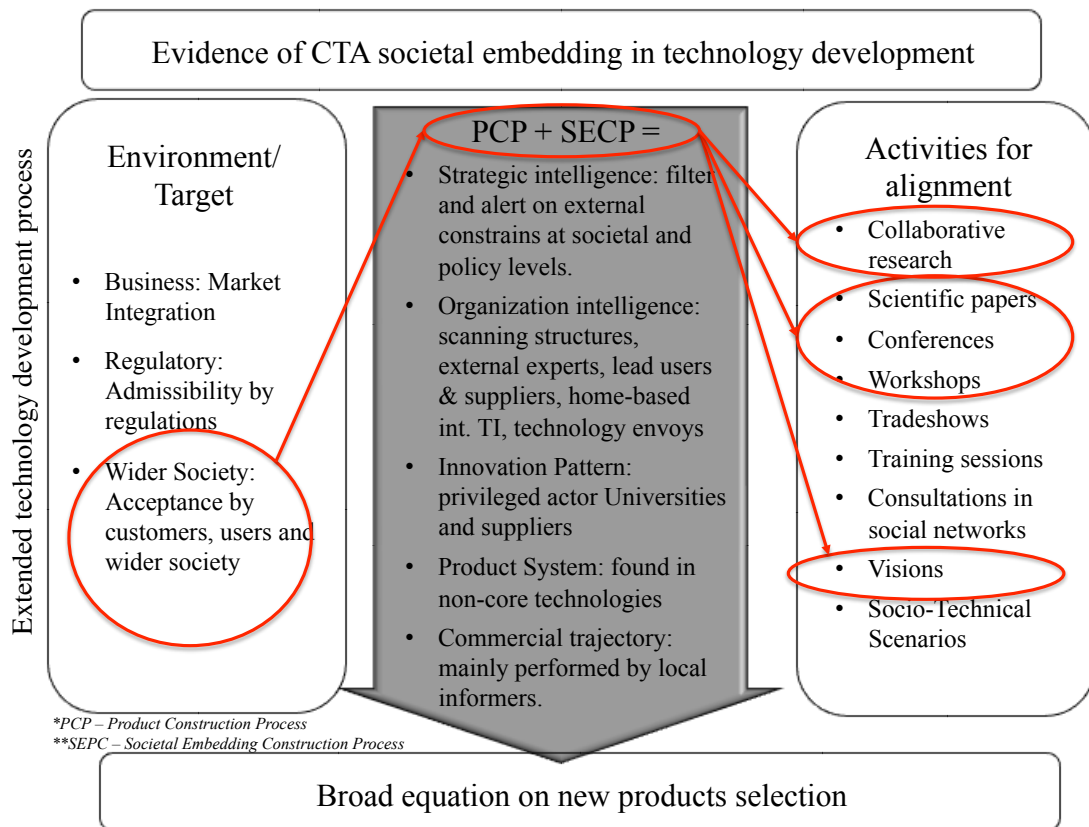 Evidence of CTA societal embedding in technology development
Extended technology development process
Environment/
Target
• Business: Market
Integration
• Regulatory:
Admissibility by
regulations
• Wider Society:
Acceptance by
customers, users and
wider society
PCP + SECP =
• Strategic intelligence: filter
and alert on external
constrains at societal and
policy levels.
• Organization intelligence:
scanning structures,
external experts, lead users
& suppliers, home-based
int. TI, technology envoys
• Innovation Pattern:
privileged actor Universities
and suppliers
• Product System: found in
non-core technologies
• Commercial trajectory:
mainly performed by local
informers.
Activities for
alignment
• Collaborative
research
• Scientific papers
• Conferences
• Workshops
• Tradeshows
• Training sessions
• Consultations in
social networks
• Visions
• Socio-Technical
Scenarios
*PCP – Product Construction Process
**SEPC – Societal Embedding Construction Process
Broad equation on new products selection